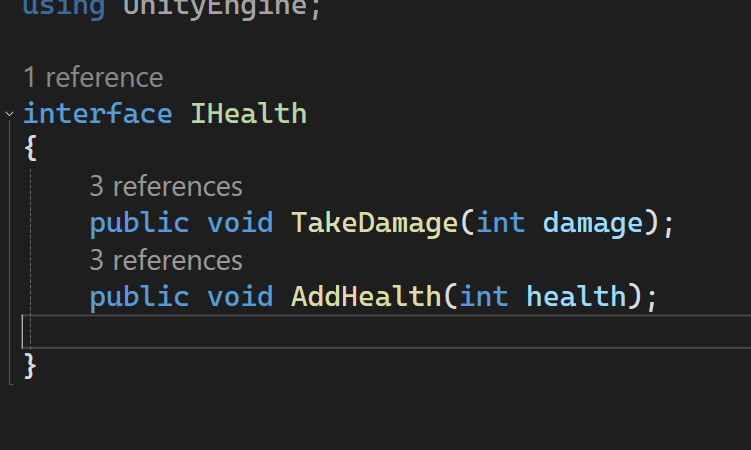 using UnityEngine;
1 reference
interface IHealth
{
3 references
public void TakeDamage(int damage);
3 references
public void AddHealth(int health);
}